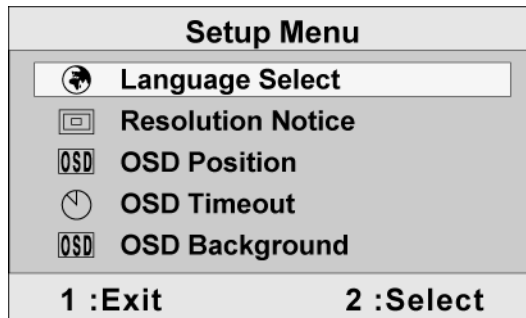 Setup Menu
Language Select
Resolution Notice
OSD OSD Position
OSD Timeout
OSD OSD Background
1 :Exit 2 :Select